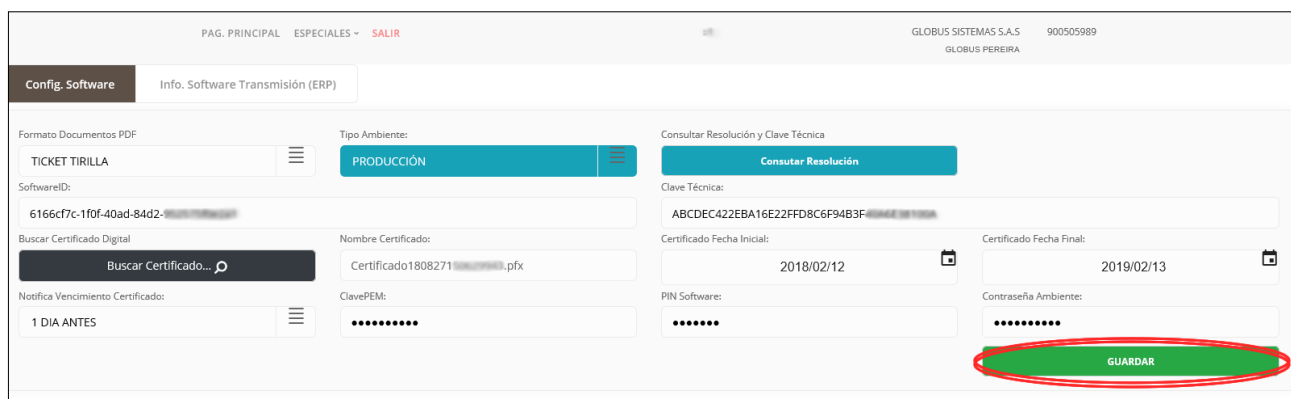 PAG. PRINCIPAL ESPECIALES SALIR GLOBUS SISTEMAS S.A.S 900505989
GLOBUS PEREIRA
Config. Software Info. Software Transmisión (ERP)
Formato Documentos PDF Tipo Ambiente: Consultar Resolución y Clave Técnica
TICKET TIRILLA PRODUCCIÓN Consutar Resolución
SoftwareID: Clave Técnica:
6166cf7c-1f0f-40ad-84d2- ABCDEC422EBA16E22FFD8C6F94B3F
Buscar Certificado Digital Nombre Certificado: Certificado Fecha Inicial: Certificado Fecha Final:
Buscar Certificado... Certificado1808271 .pfx 2018/02/12 2019/02/13
Notifica Vencimiento Certificado: ClavePEM: PIN Software: Contraseña Ambiente:
1 DIA ANTES •••••••••• ••••••• ••••••••••
GUARDAR